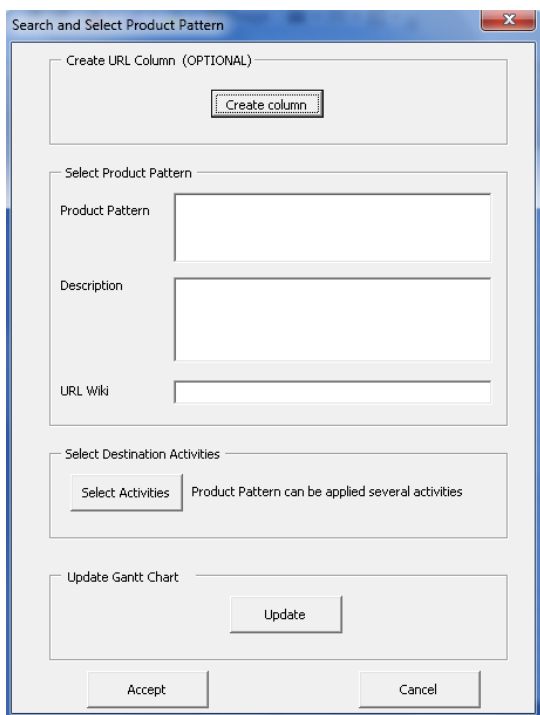 Search and Select Product Pattern
Create URL Column (OPTIONAL)
Create column
Select Product Pattern
Product Pattern
Description
URL Wiki
Select Destination Activities
Select Activities Product Pattern can be applied several activities
Update Gantt Chart
Update
Accept Cancel